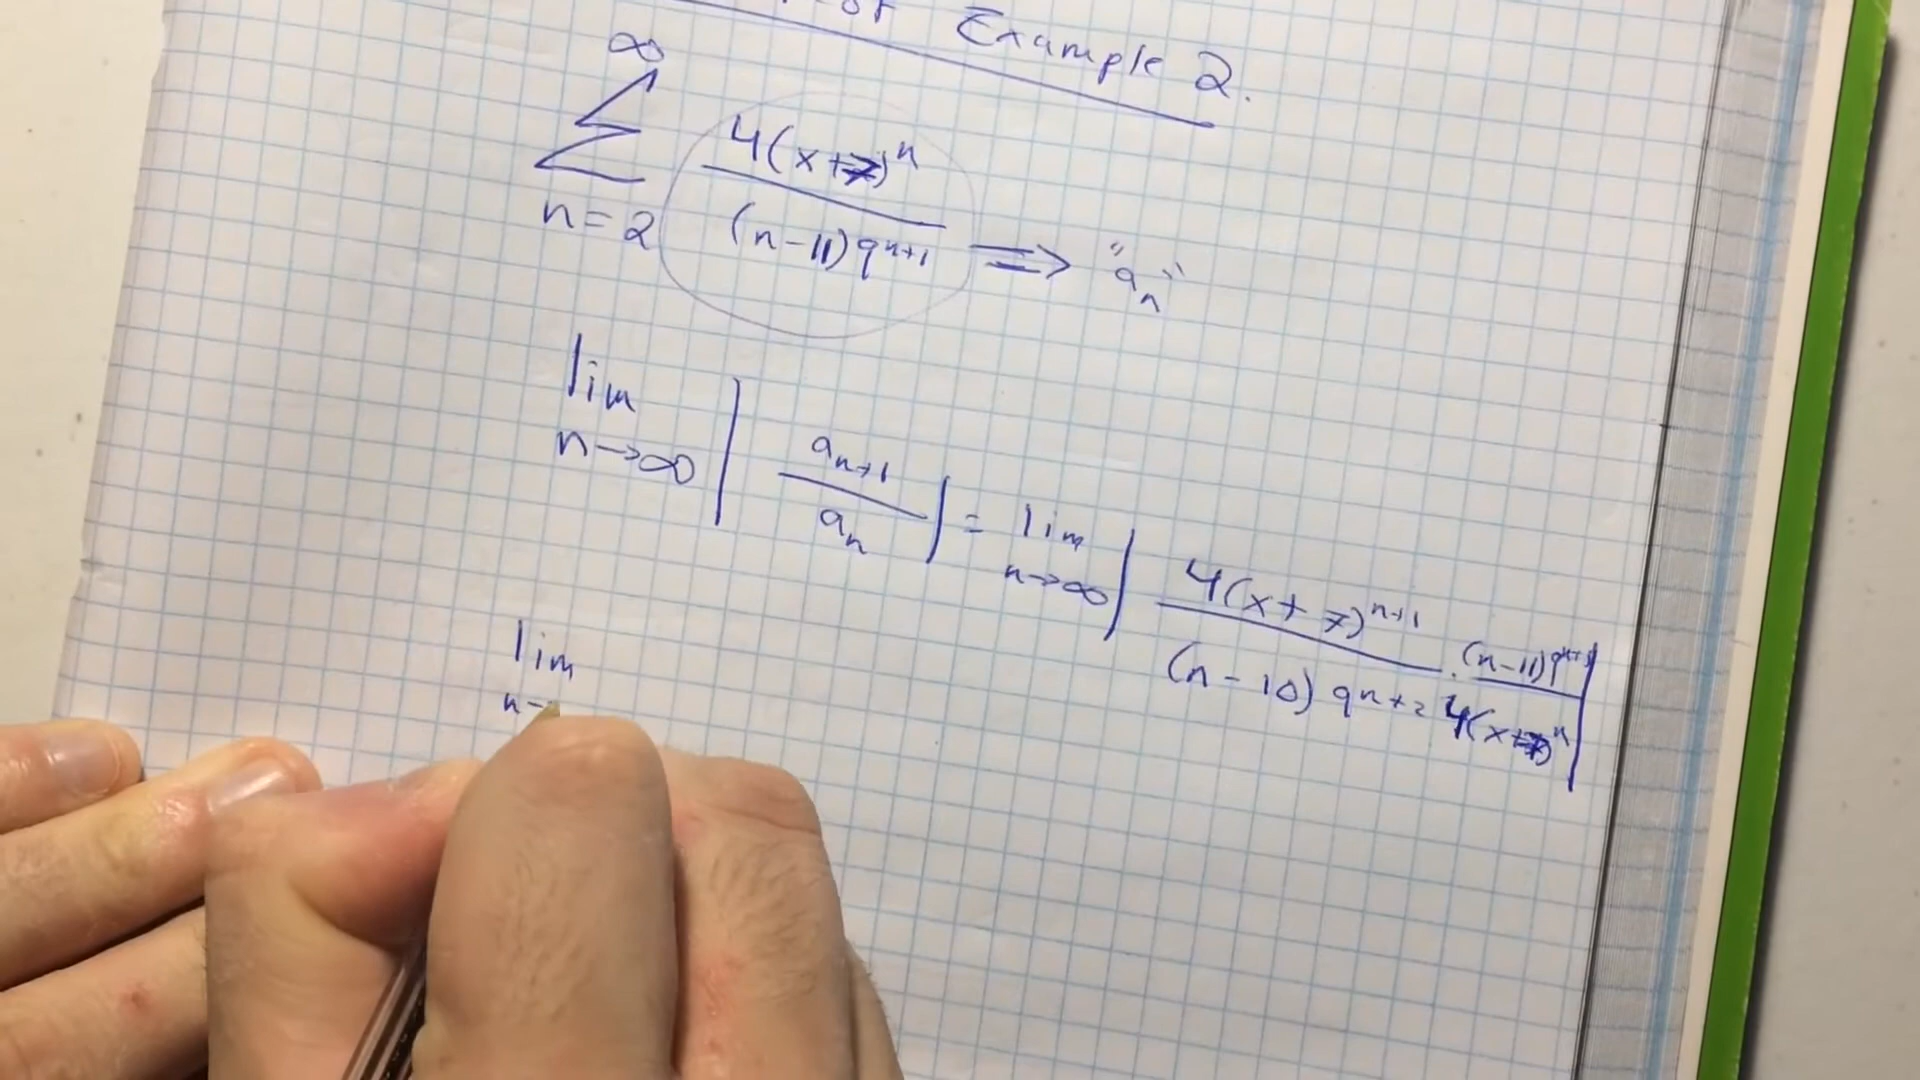 Example 2.
∞
Σ 4(x+7)^n
n=2 (n-11)9^n+1 => "a_n"
lim | a_n+1 / a_n | = lim | 4(x+7)^n+1 / (n-10)9^n+2 · (n-11)9^n+1 / 4(x+7)^n |
n→∞ n→∞
lim
n-